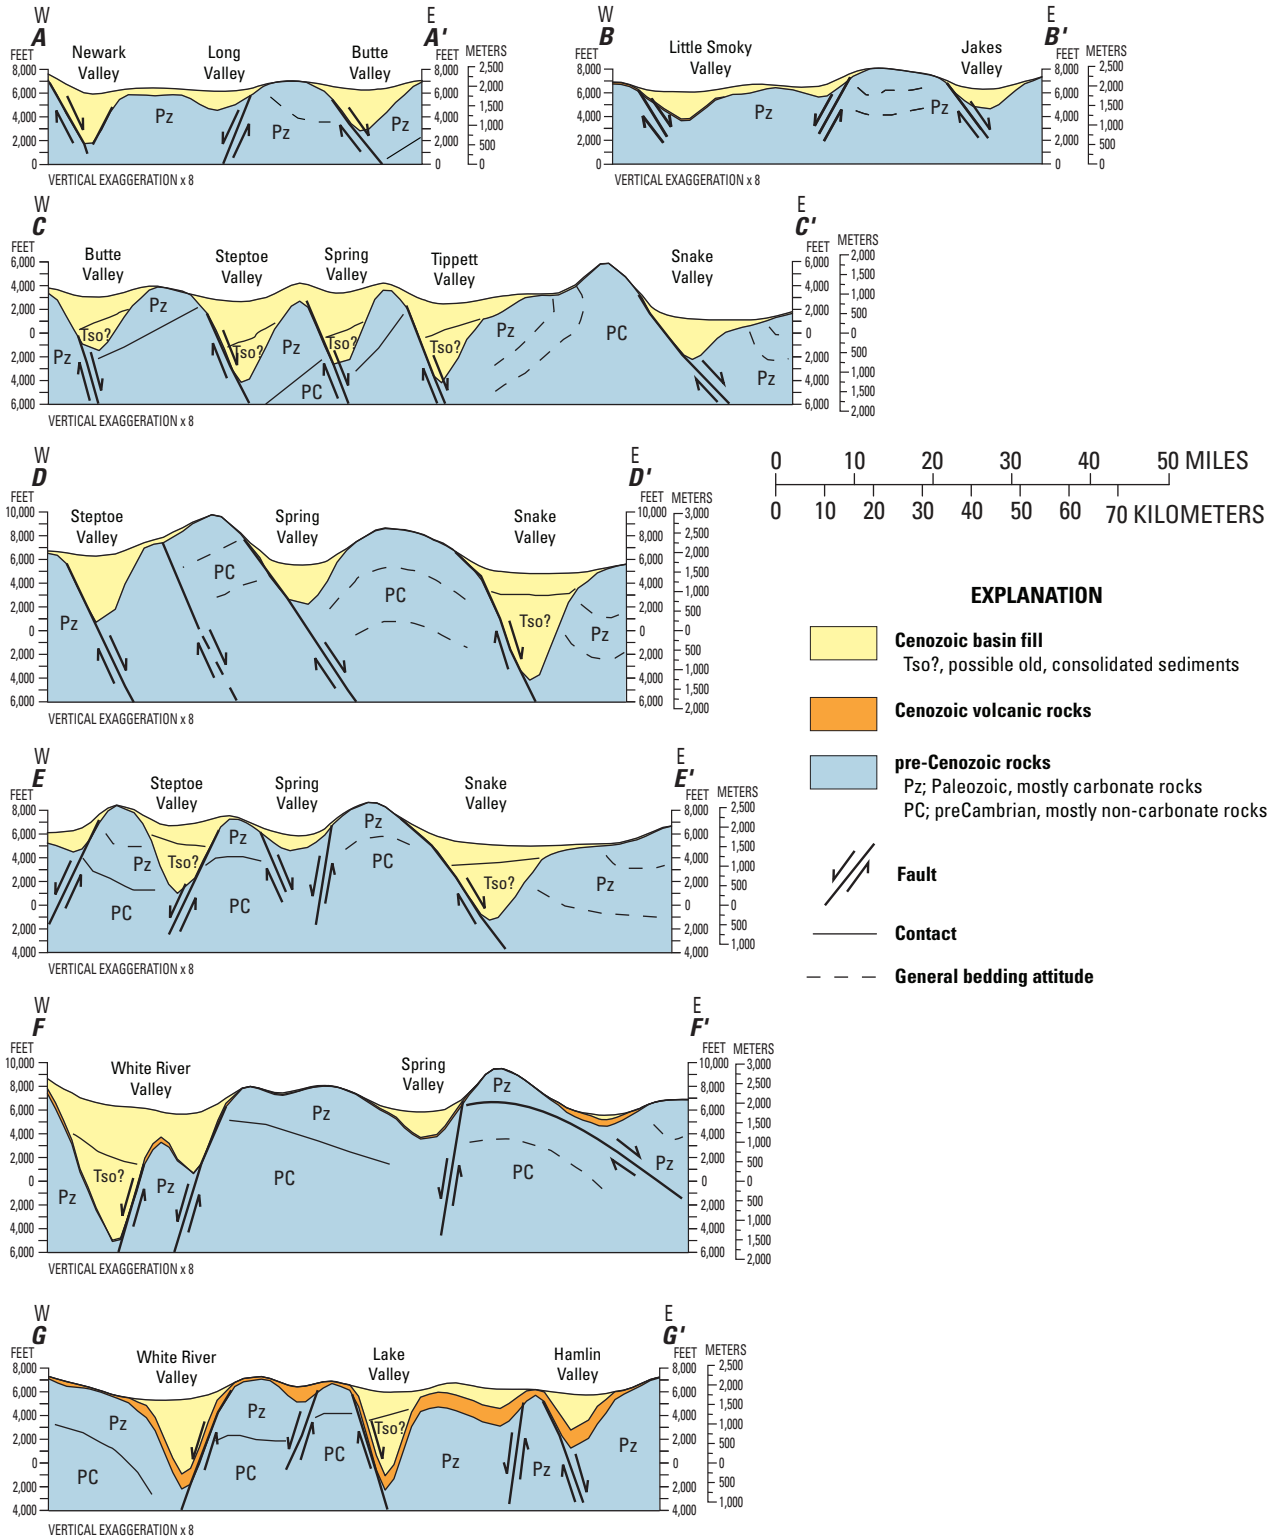 W
A
E
A'
FEET
Newark
Valley
Long
Valley
Butte
Valley
FEET
METERS
8,000
6,000
4,000
2,000
0
Pz
Pz
Pz
8,000
6,000
4,000
2,000
0
2,500
2,000
1,500
1,000
500
0
VERTICAL EXAGGERATION x 8
W
B
E
B'
FEET
Little Smoky
Valley
Jakes
Valley
FEET
METERS
8,000
6,000
4,000
2,000
0
Pz
Pz
8,000
6,000
4,000
2,000
0
2,500
2,000
1,500
1,000
500
0
VERTICAL EXAGGERATION x 8
W
C
E
C'
FEET
Butte
Valley
Steptoe
Valley
Spring
Valley
Tippett
Valley
Snake
Valley
FEET
METERS
6,000
4,000
2,000
0
2,000
4,000
6,000
Pz
Pz
Tso?
Tso?
Pz
Tso?
PC
Tso?
Pz
PC
Pz
6,000
4,000
2,000
0
2,000
4,000
6,000
2,000
1,500
1,000
500
0
500
1,000
1,500
2,000
VERTICAL EXAGGERATION x 8
W
D
E
D'
FEET
Steptoe
Valley
Spring
Valley
Snake
Valley
FEET
METERS
10,000
8,000
6,000
4,000
2,000
0
2,000
4,000
6,000
Pz
PC
PC
Tso?
Pz
10,000
8,000
6,000
4,000
2,000
0
2,000
4,000
6,000
3,000
2,500
2,000
1,500
1,000
500
0
500
1,000
1,500
2,000
VERTICAL EXAGGERATION x 8
0 10 20 30 40 50 MILES
0 10 20 30 40 50 60 70 KILOMETERS
EXPLANATION
Cenozoic basin fill
Tso?, possible old, consolidated sediments
Cenozoic volcanic rocks
pre-Cenozoic rocks
Pz; Paleozoic, mostly carbonate rocks
PC; preCambrian, mostly non-carbonate rocks
Fault
Contact
General bedding attitude
W
E
E
E'
FEET
Steptoe
Valley
Spring
Valley
Snake
Valley
FEET
METERS
8,000
6,000
4,000
2,000
0
2,000
4,000
Pz
PC
Tso?
Pz
PC
Pz
PC
Tso?
Pz
8,000
6,000
4,000
2,000
0
2,000
4,000
2,500
2,000
1,500
1,000
500
0
500
1,000
VERTICAL EXAGGERATION x 8
W
F
E
F'
FEET
White River
Valley
Spring
Valley
FEET
METERS
10,000
8,000
6,000
4,000
2,000
0
2,000
4,000
6,000
Pz
Tso?
Pz
Pz
PC
Pz
PC
Pz
10,000
8,000
6,000
4,000
2,000
0
2,000
4,000
6,000
3,000
2,500
2,000
1,500
1,000
500
0
500
1,000
1,500
2,000
VERTICAL EXAGGERATION x 8
W
G
E
G'
FEET
White River
Valley
Lake
Valley
Hamlin
Valley
FEET
METERS
8,000
6,000
4,000
2,000
0
2,000
4,000
Pz
PC
Pz
PC
PC
Tso?
Pz
Pz
Pz
8,000
6,000
4,000
2,000
0
2,000
4,000
2,500
2,000
1,500
1,000
500
0
500
1,000
VERTICAL EXAGGERATION x 8